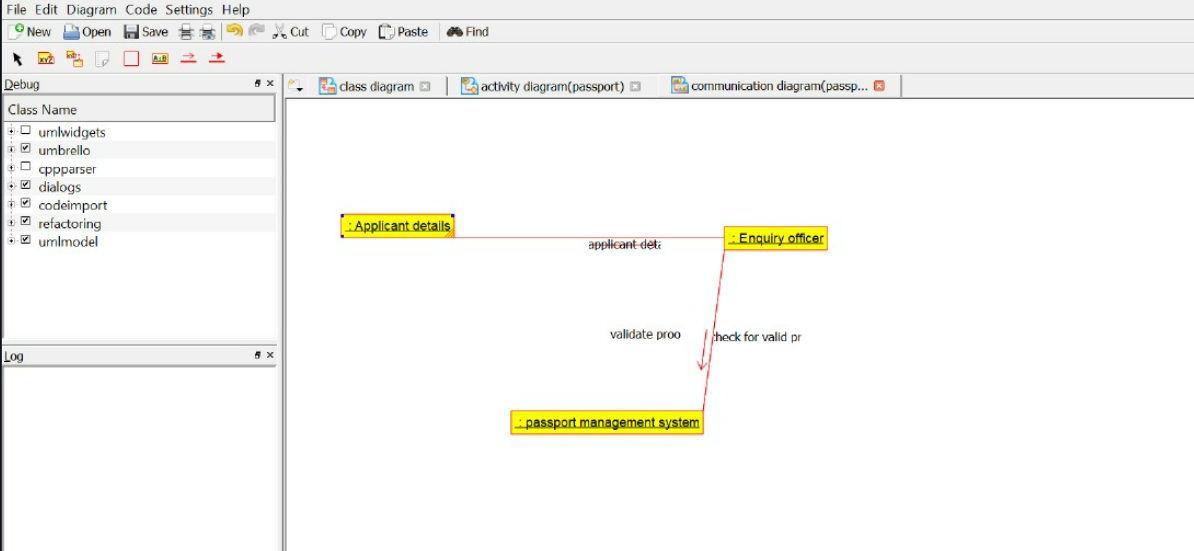 File Edit Diagram Code Settings Help
New Open Save Cut Copy Paste Find
Debug
class diagram activity diagram(passport) communication diagram(passp...
Class Name
umlwidgets
umbrello
cppparser
dialogs
codeimport
refactoring
umlmodel
Log
: Applicant details
: Enquiry officer
applicant deta
validate proo
heck for valid pr
: passport management system